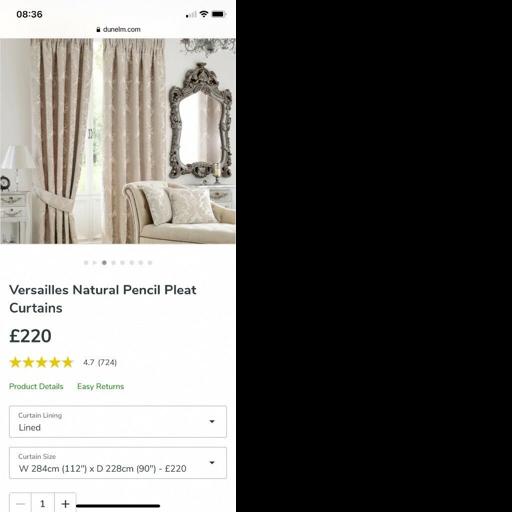 08:36
dunelm.com
Versailles Natural Pencil Pleat
Curtains
£220
4.7 (724)
Product Details Easy Returns
Curtain Lining
Lined
Curtain Size
W 284cm (112") x D 228cm (90") - £220
1